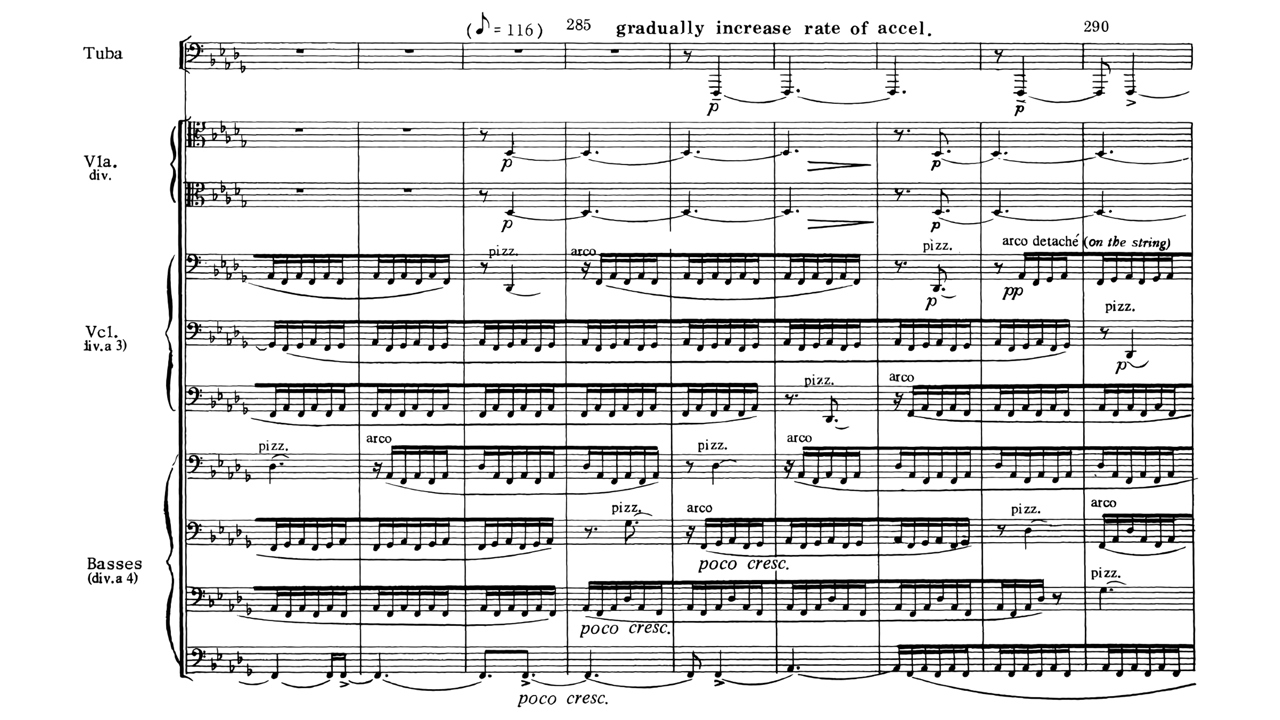 (♪= 116) 285 gradually increase rate of accel. 290
Tuba
p p
Vla.
div.
p p
p p
pizz. arco pizz. arco detaché (on the string)
p pp
Vcl.
div.a 3)
pizz.
p
pizz. arco
pizz. arco pizz. arco
pizz. arco pizz. arco
poco cresc.
Basses
(div.a 4)
pizz.
poco cresc.
poco cresc.